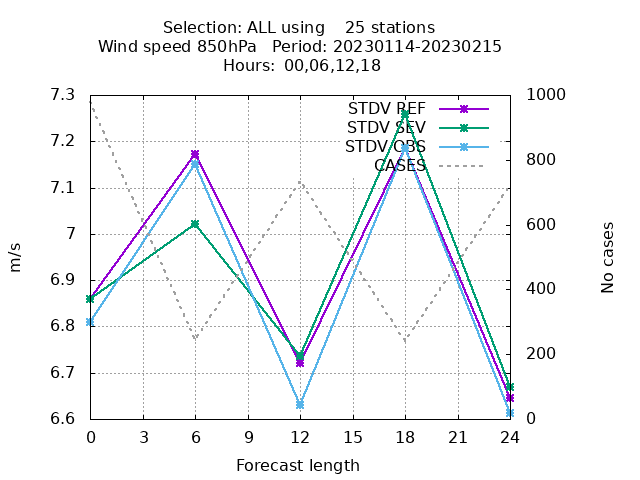 Selection: ALL using    25 stations
Wind speed 850hPa   Period: 20230114-20230215
Hours: 00,06,12,18
7.3
7.2
7.1
7
6.9
6.8
6.7
6.6
m/s
STDV REF
STDV SEV
STDV OBS
CASES
1000
800
600
400
200
0
No cases
0 3 6 9 12 15 18 21 24
Forecast length